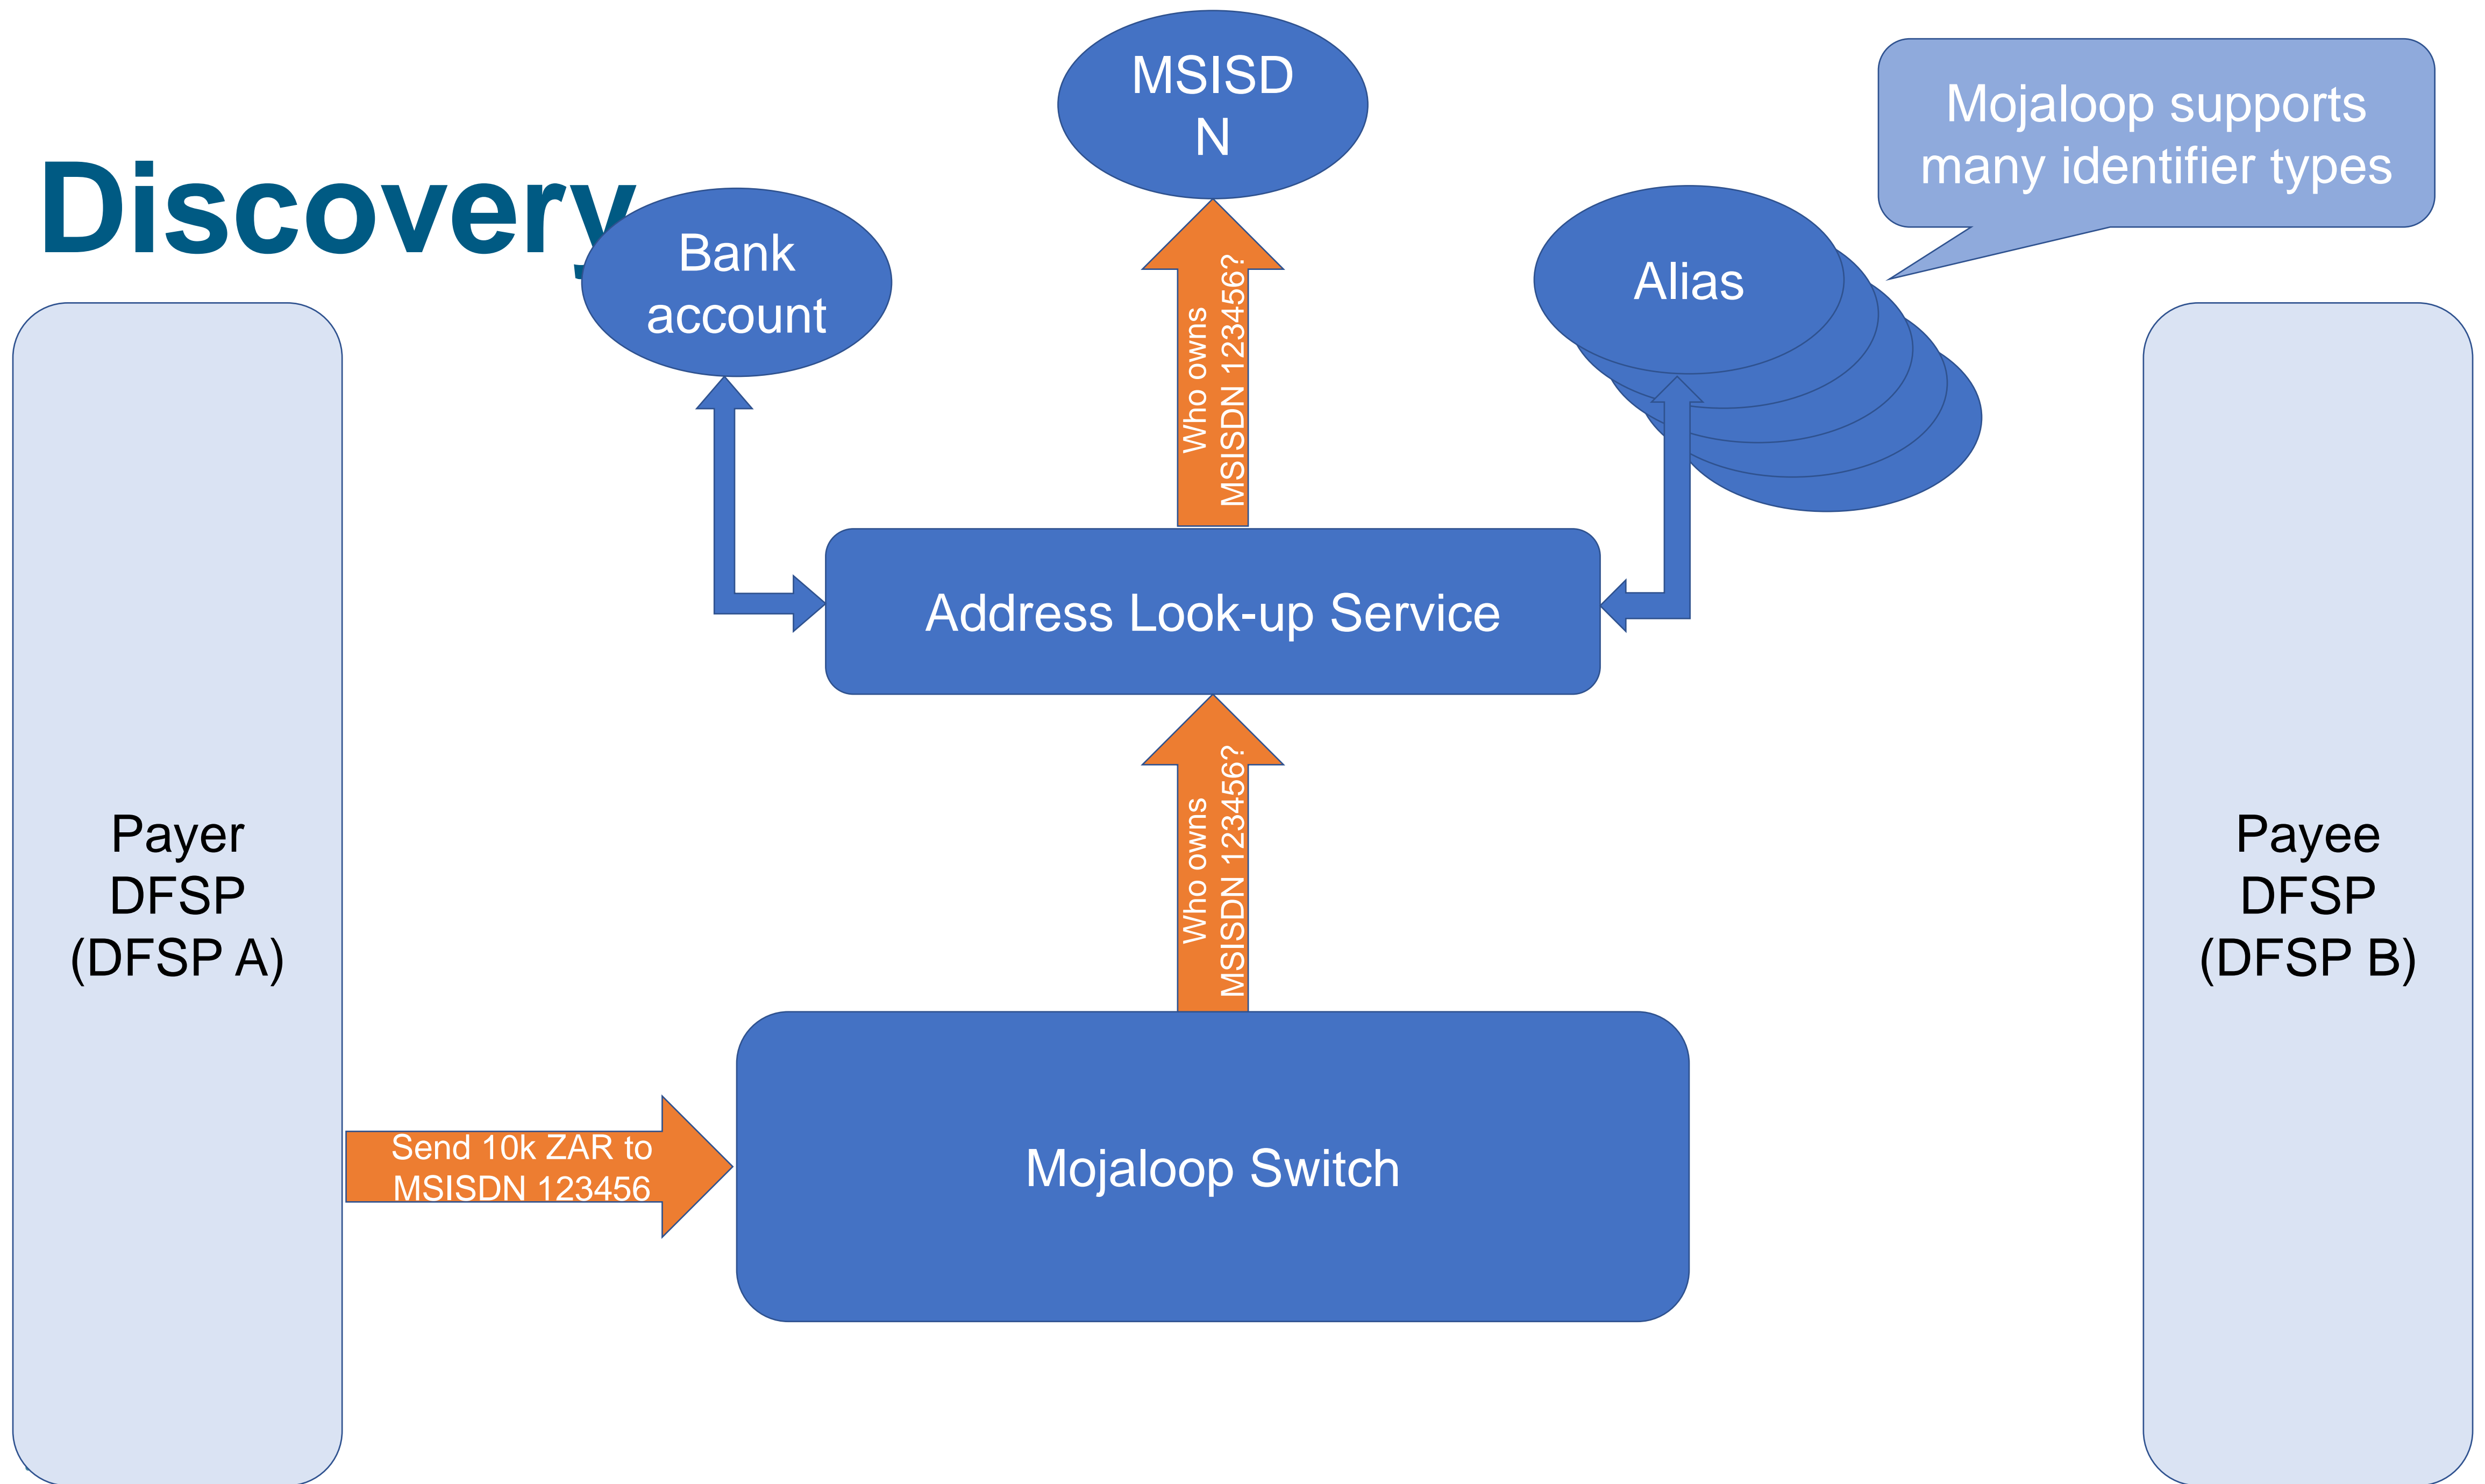 Discovery
MSISD
N
Mojaloop supports
many identifier types
Bank
account
Alias
Who owns
MSISDN 123456?
Address Look-up Service
Who owns
MSISDN 123456?
Payer
DFSP
(DFSP A)
Payee
DFSP
(DFSP B)
Send 10k ZAR to
MSISDN 123456
Mojaloop Switch